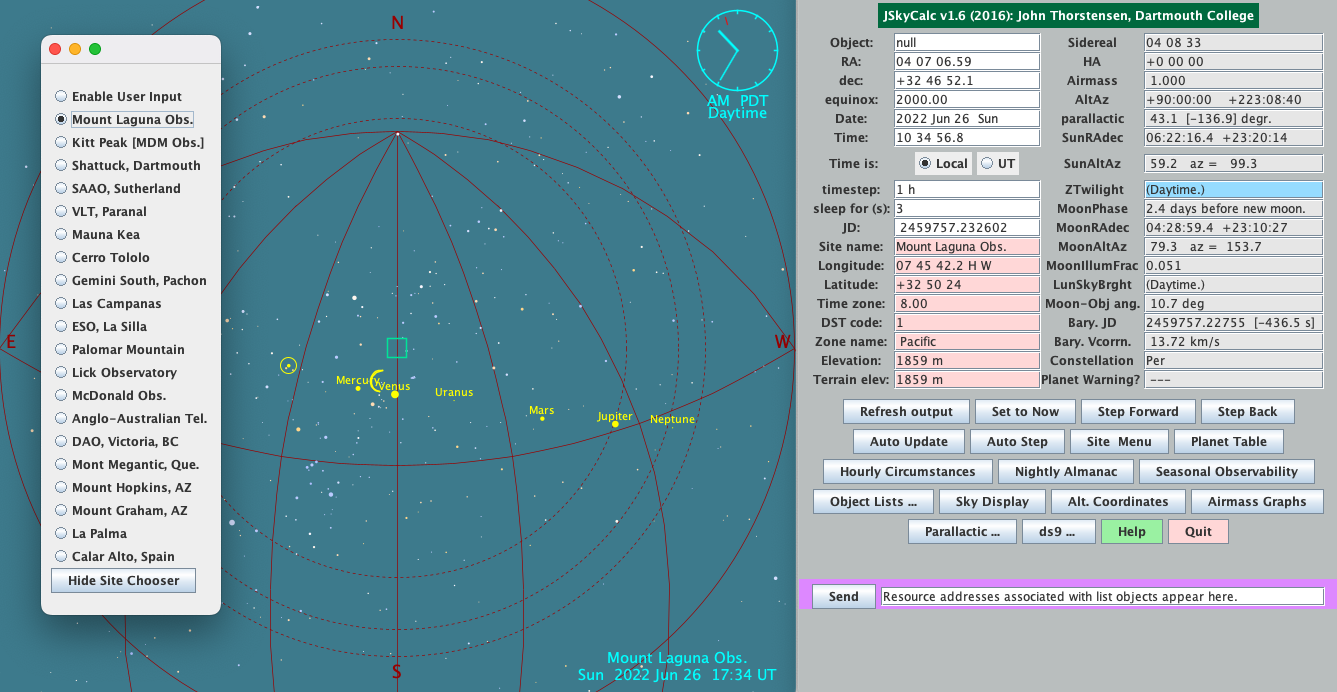 Enable User Input
Mount Laguna Obs.
Kitt Peak [MDM Obs.]
Shattuck, Dartmouth
SAAO, Sutherland
VLT, Paranal
Mauna Kea
Cerro Tololo
Gemini South, Pachon
Las Campanas
ESO, La Silla
Palomar Mountain
Lick Observatory
McDonald Obs.
Anglo-Australian Tel.
DAO, Victoria, BC
Mont Megantic, Que.
Mount Hopkins, AZ
Mount Graham, AZ
La Palma
Calar Alto, Spain
Hide Site Chooser
N
AM PDT
Daytime
E
W
Mercury
Venus
Uranus
Mars
Jupiter
Neptune
S
Mount Laguna Obs.
Sun 2022 Jun 26 17:34 UT
JSkyCalc v1.6 (2016): John Thorstensen, Dartmouth College
Object: null Sidereal 04 08 33
RA: 04 07 06.59 HA +0 00 00
dec: +32 46 52.1 Airmass 1.000
equinox: 2000.00 AltAz +90:00:00 +223:08:40
Date: 2022 Jun 26 Sun parallactic 43.1 [-136.9] degr.
Time: 10 34 56.8 SunRAdec 06:22:16.4 +23:20:14
Time is: Local UT SunAltAz 59.2 az = 99.3
timestep: 1 h ZTwilight (Daytime.)
sleep for (s): 3 MoonPhase 2.4 days before new moon.
JD: 2459757.232602 MoonRAdec 04:28:59.4 +23:10:27
Site name: Mount Laguna Obs. MoonAltAz 79.3 az = 153.7
Longitude: 07 45 42.2 H W MoonIllumFrac 0.051
Latitude: +32 50 24 LunSkyBrght (Daytime.)
Time zone: 8.00 Moon-Obj ang. 10.7 deg
DST code: 1 Bary. JD 2459757.22755 [-436.5 s]
Zone name: Pacific Bary. Vcorrn. 13.72 km/s
Elevation: 1859 m Constellation Per
Terrain elev: 1859 m Planet Warning? ---
Refresh output Set to Now Step Forward Step Back
Auto Update Auto Step Site Menu Planet Table
Hourly Circumstances Nightly Almanac Seasonal Observability
Object Lists ... Sky Display Alt. Coordinates Airmass Graphs
Parallactic ... ds9 ... Help Quit
Send Resource addresses associated with list objects appear here.